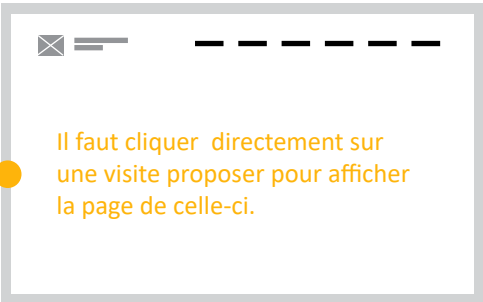 Il faut cliquer  directement sur
une visite proposer pour afficher
la page de celle-ci.